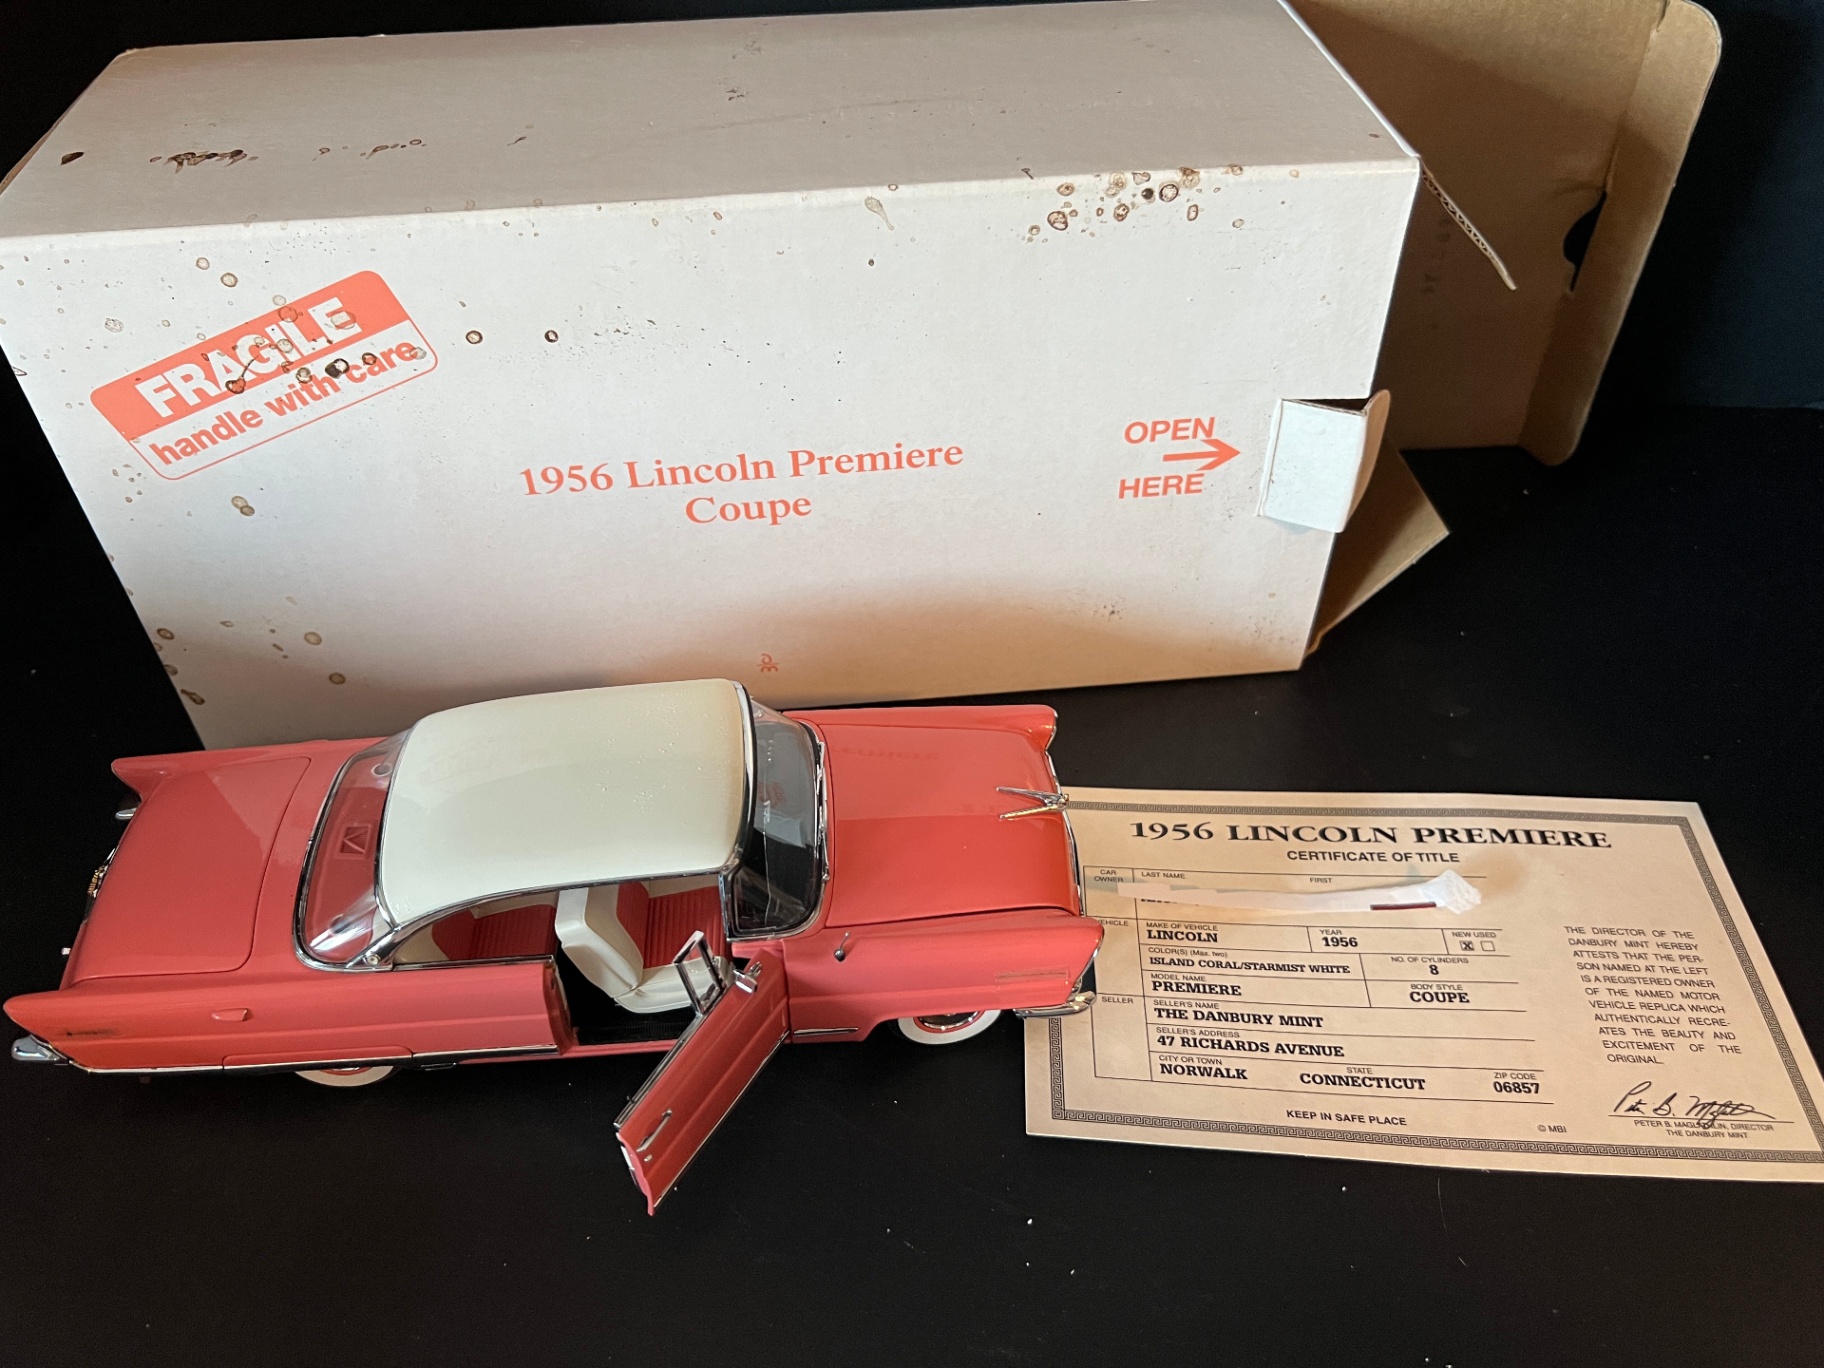 FRAGILE
handle with care
1956 Lincoln Premiere
Coupe
OPEN
HERE
1956 LINCOLN PREMIERE
CERTIFICATE OF TITLE
CAR
OWNER
LAST NAME
FIRST
VEHICLE
MAKE OF VEHICLE
LINCOLN
YEAR
1956
NEW USED
X
COLOR(S) (Max. two)
ISLAND CORAL/STARMIST WHITE
NO. OF CYLINDERS
8
MODEL NAME
PREMIERE
BODY STYLE
COUPE
SELLER
SELLER'S NAME
THE DANBURY MINT
SELLER'S ADDRESS
47 RICHARDS AVENUE
CITY OR TOWN
NORWALK
STATE
CONNECTICUT
ZIP CODE
06857
KEEP IN SAFE PLACE
© MBI
THE DIRECTOR OF THE
DANBURY MINT HEREBY
ATTESTS THAT THE PER-
SON NAMED AT THE LEFT
IS A REGISTERED OWNER
OF THE NAMED MOTOR
VEHICLE REPLICA WHICH
AUTHENTICALLY RECRE-
ATES THE BEAUTY AND
EXCITEMENT OF THE
ORIGINAL.
PETER B. MAGLATHLIN, DIRECTOR
THE DANBURY MINT